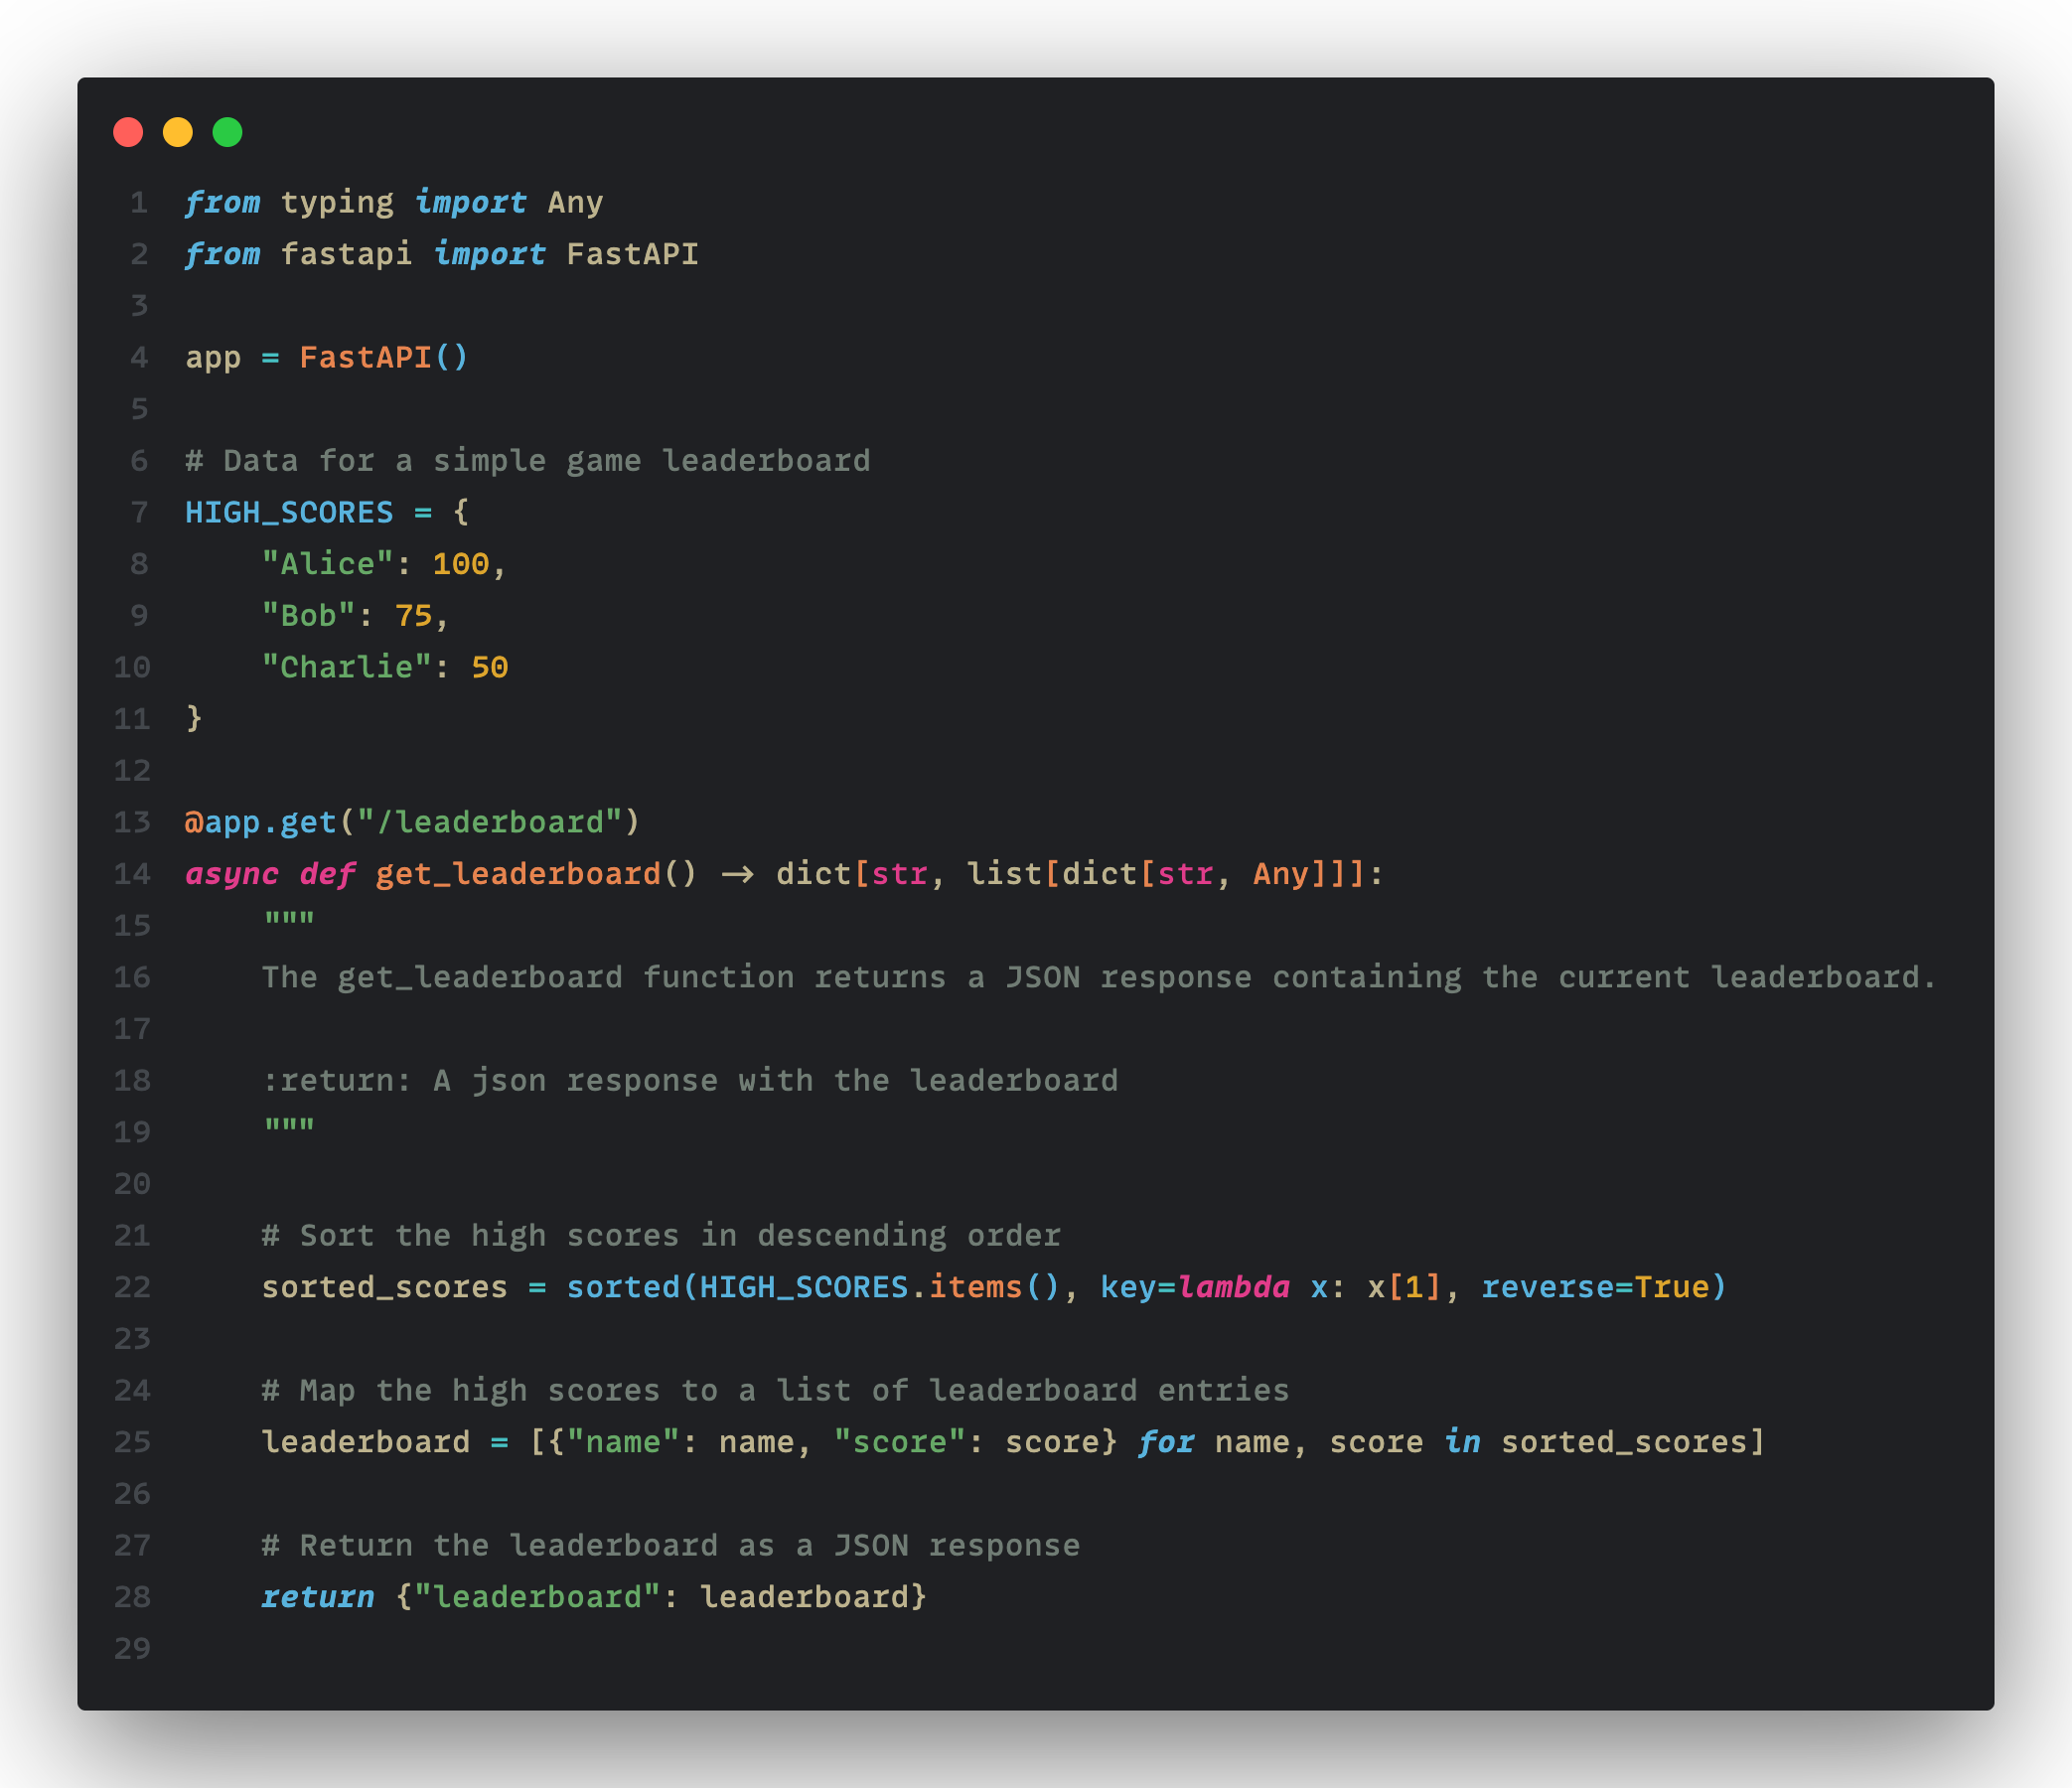 1 from typing import Any
2 from fastapi import FastAPI
3
4 app = FastAPI()
5
6 # Data for a simple game leaderboard
7 HIGH_SCORES = {
8     "Alice": 100,
9     "Bob": 75,
10     "Charlie": 50
11 }
12
13 @app.get("/leaderboard")
14 async def get_leaderboard() -> dict[str, list[dict[str, Any]]]:
15     """
16     The get_leaderboard function returns a JSON response containing the current leaderboard.
17
18     :return: A json response with the leaderboard
19     """
20
21     # Sort the high scores in descending order
22     sorted_scores = sorted(HIGH_SCORES.items(), key=lambda x: x[1], reverse=True)
23
24     # Map the high scores to a list of leaderboard entries
25     leaderboard = [{"name": name, "score": score} for name, score in sorted_scores]
26
27     # Return the leaderboard as a JSON response
28     return {"leaderboard": leaderboard}
29